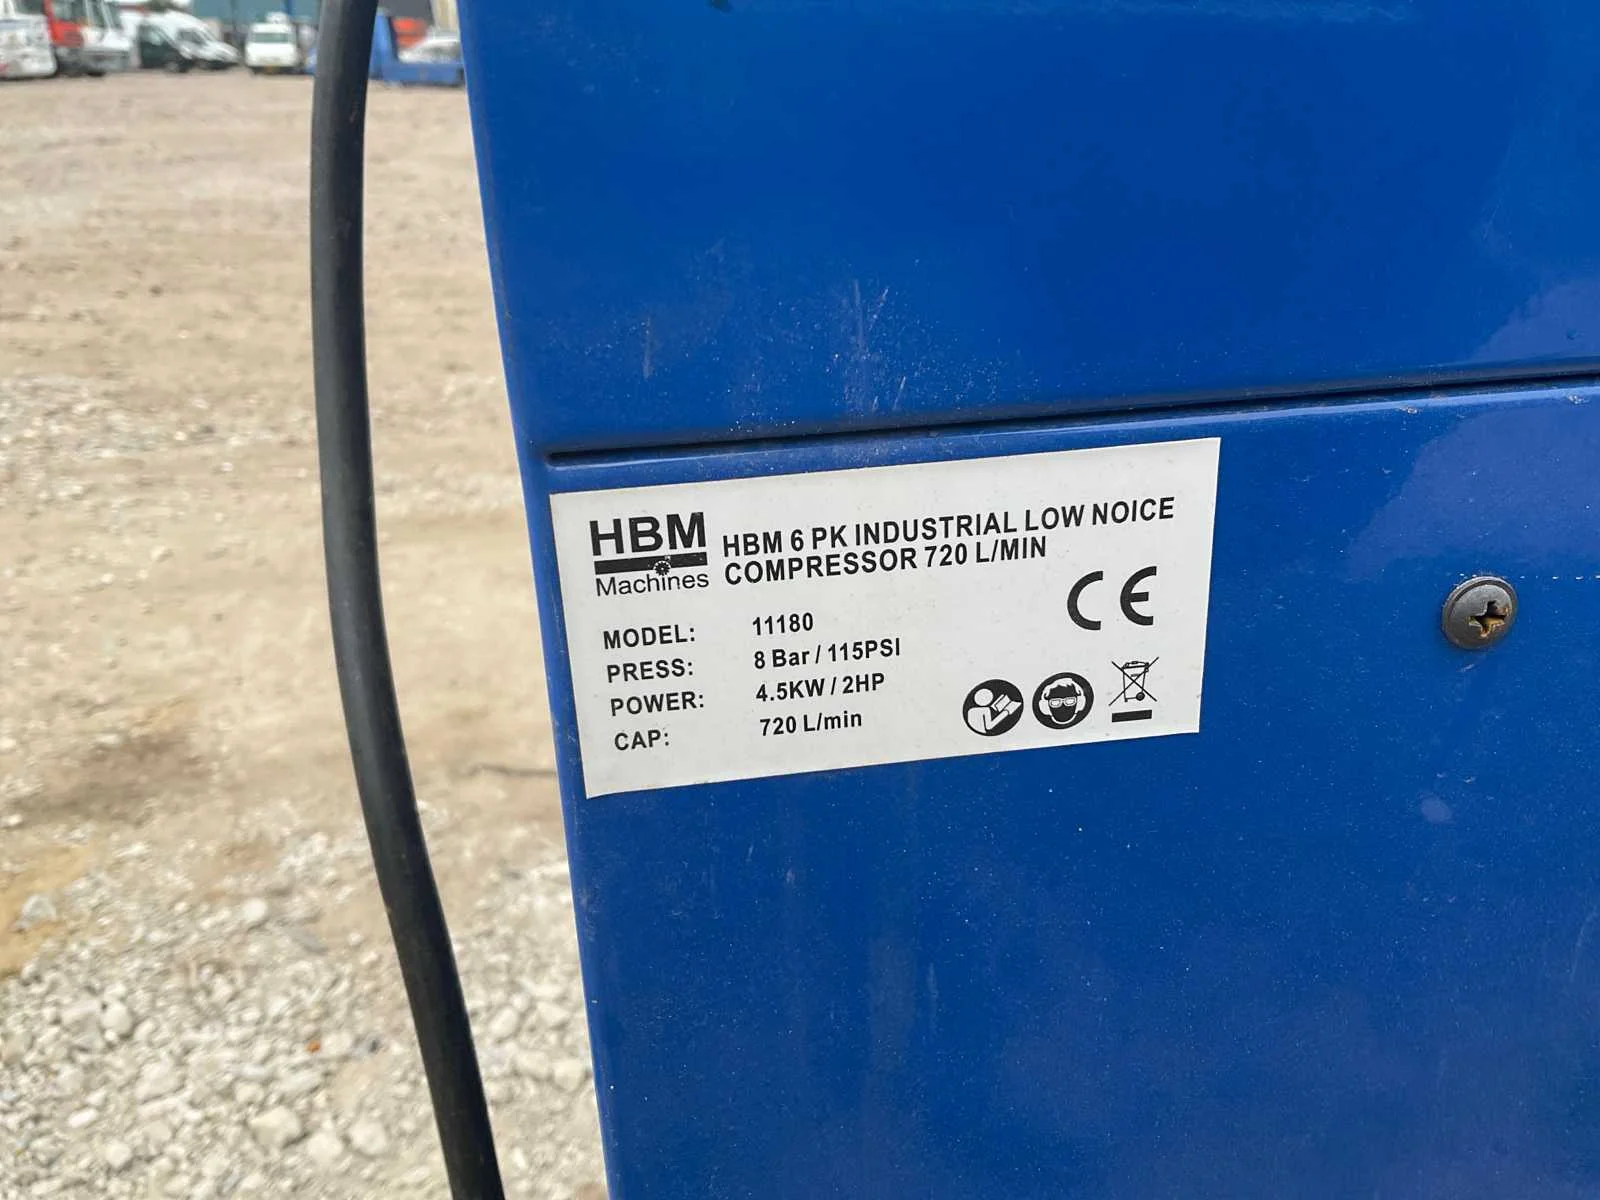 HBM
Machines
HBM 6 PK INDUSTRIAL LOW NOICE
COMPRESSOR 720 L/MIN
CE
MODEL: 11180
PRESS: 8 Bar / 115PSI
POWER: 4.5KW / 2HP
CAP: 720 L/min